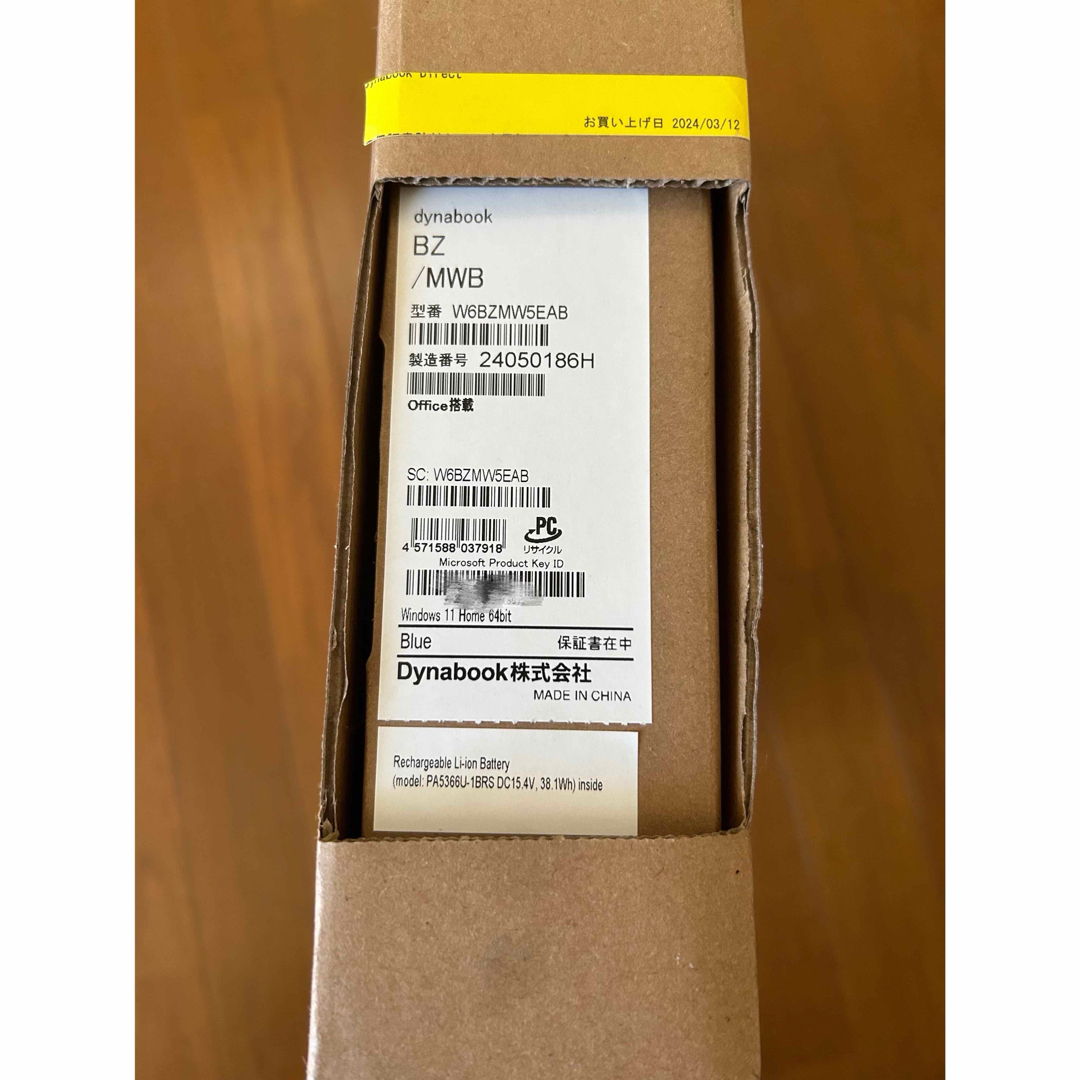 dynabook Direct
お買い上げ日 2024/03/12
dynabook
BZ
/MWB
型番 W6BZMW5EAB
製造番号 24050186H
Office搭載
SC: W6BZMW5EAB
PC
4 571588 037918 リサイクル
Microsoft Product Key ID
Windows 11 Home 64bit
Blue 保証書在中
Dynabook株式会社
MADE IN CHINA
Rechargeable Li-ion Battery
(model: PA5366U-1BRS DC15.4V, 38.1Wh) inside